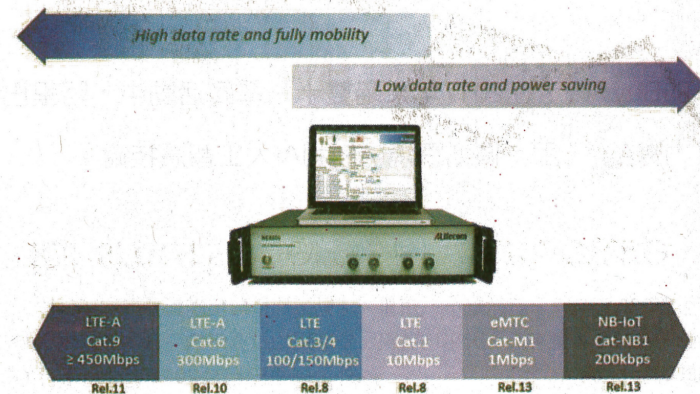 High data rate and fully mobility
Low data rate and power saving
ALifecom
LTE-A
Cat.9
≥ 450Mbps
LTE-A
Cat.6
300Mbps
LTE
Cat.3/4
100/150Mbps
LTE
Cat.1
10Mbps
eMTC
Cat-M1
1Mbps
NB-IoT
Cat-NB1
200kbps
Rel.11
Rel.10
Rel.8
Rel.8
Rel.13
Rel.13